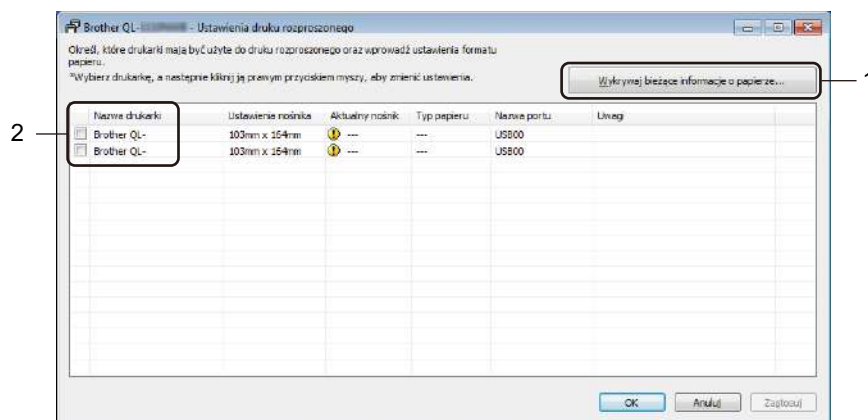 Brother QL- - Ustawienia druku rozproszonego
Określ, które drukarki mają być użyte do druku rozproszonego oraz wprowadź ustawienia formatu
papieru.
*Wybierz drukarkę, a następnie kliknij ją prawym przyciskiem myszy, aby zmienić ustawienia.
Wykrywaj bieżące informacje o papierze...
1
2
Nazwa drukarki Ustawienia nośnika Aktualny nośnik Typ papieru Nazwa portu Uwagi
Brother QL- 103mm x 164mm --- --- USB00
Brother QL- 103mm x 164mm --- --- USB00
OK Anuluj Zastosuj